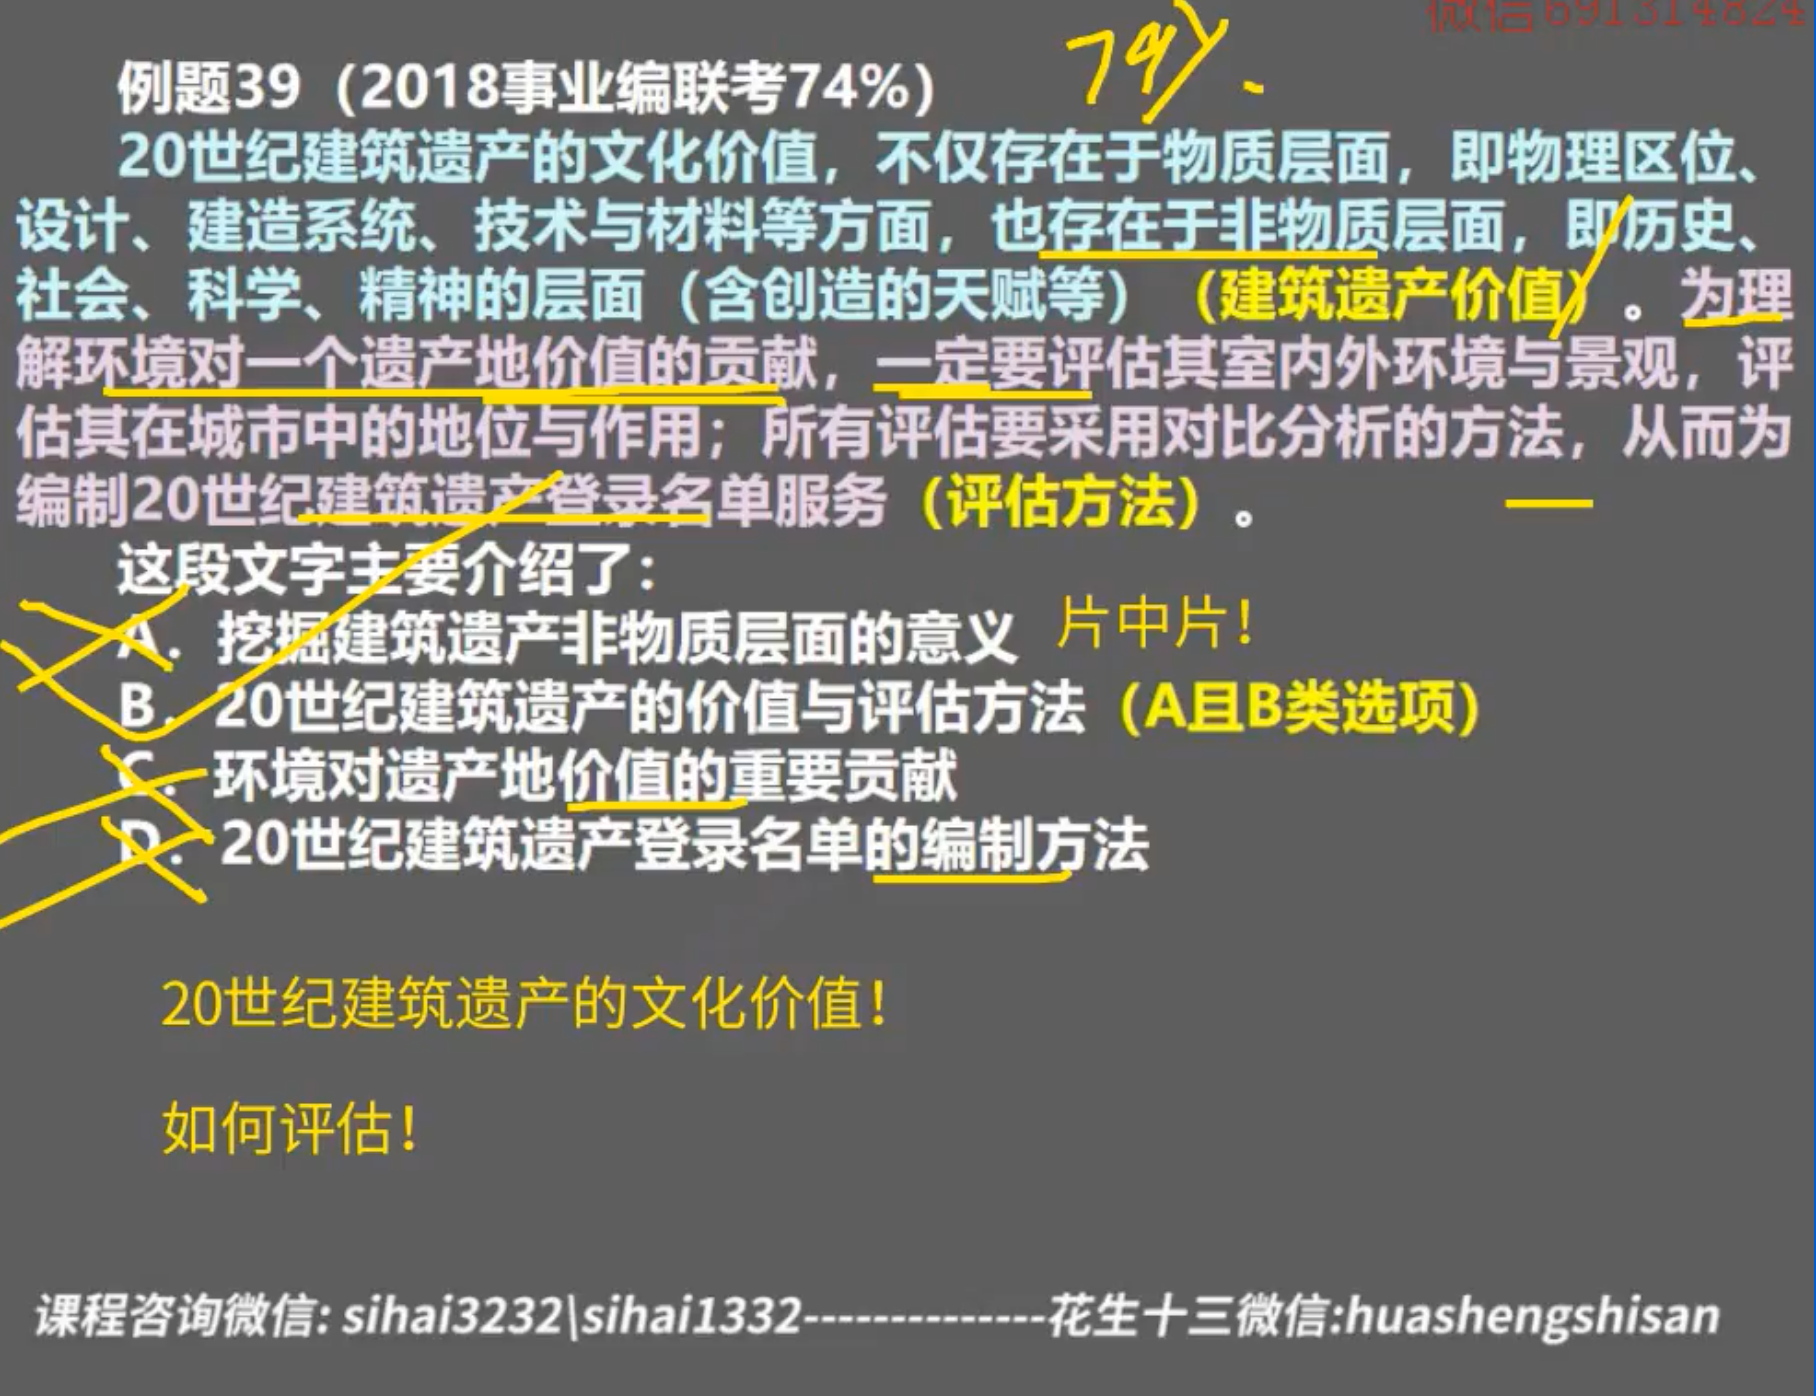 微信691314824
74%
例题39（2018事业编联考74%）
20世纪建筑遗产的文化价值，不仅存在于物质层面，即物理区位、
设计、建造系统、技术与材料等方面，也存在于非物质层面，即历史、
社会、科学、精神的层面（含创造的天赋等）（建筑遗产价值）。为理
解环境对一个遗产地价值的贡献，一定要评估其室内外环境与景观，评
估其在城市中的地位与作用；所有评估要采用对比分析的方法，从而为
编制20世纪建筑遗产登录名单服务（评估方法）。
这段文字主要介绍了：
A．挖掘建筑遗产非物质层面的意义 片中片！
B．20世纪建筑遗产的价值与评估方法（A且B类选项）
C．环境对遗产地价值的重要贡献
D．20世纪建筑遗产登录名单的编制方法
20世纪建筑遗产的文化价值！
如何评估！
课程咨询微信: sihai3232\sihai1332--------------花生十三微信:huashengshisan